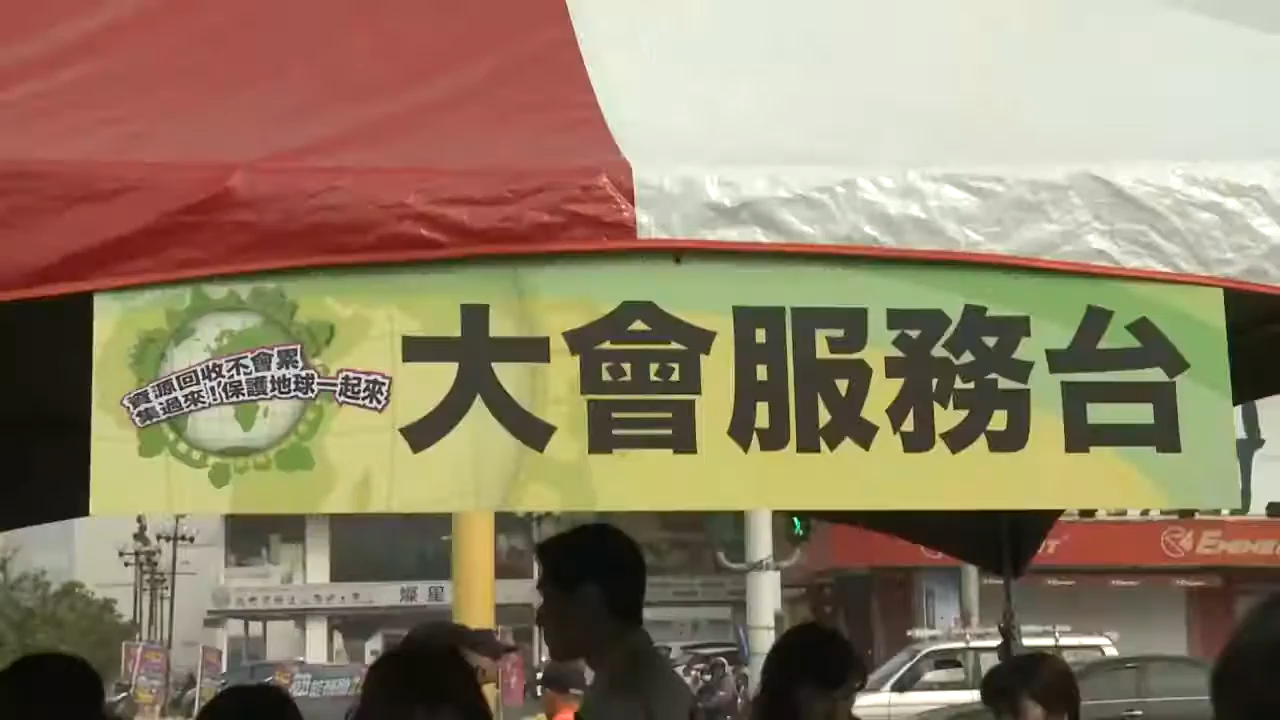 資源回收不會累
集過來!保護地球一起來
大會服務台
燦星